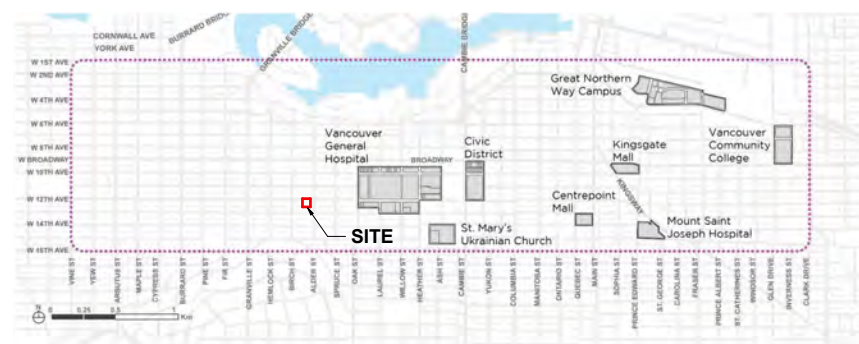 CORNWALL AVE
YORK AVE
BURRARD BRIDGE
GRANVILLE BRIDGE
CAMBIE BRIDGE
W 1ST AVE
W 2ND AVE
W 4TH AVE
W 6TH AVE
W 8TH AVE
W BROADWAY
W 10TH AVE
W 12TH AVE
W 14TH AVE
W 15TH AVE
Great Northern
Way Campus
Vancouver
General
Hospital
BROADWAY
Civic
District
Kingsgate
Mall
KINGSWAY
Vancouver
Community
College
Centrepoint
Mall
SITE
St. Mary's
Ukrainian Church
Mount Saint
Joseph Hospital
VINE ST
YEW ST
ARBUTUS ST
MAPLE ST
CYPRESS ST
BURRARD ST
PINE ST
FIR ST
GRANVILLE ST
HEMLOCK ST
BIRCH ST
ALDER ST
SPRUCE ST
OAK ST
LAUREL ST
WILLOW ST
HEATHER ST
ASH ST
CAMBIE ST
YUKON ST
COLUMBIA ST
MANITOBA ST
ONTARIO ST
QUEBEC ST
MAIN ST
SOPHIA ST
PRINCE EDWARD ST
ST. GEORGE ST
CAROLINA ST
FRASER ST
PRINCE ALBERT ST
ST. CATHERINES ST
WINDSOR ST
GLEN DRIVE
INVERNESS ST
CLARK DRIVE
N
0 0.25 0.5 1
Km